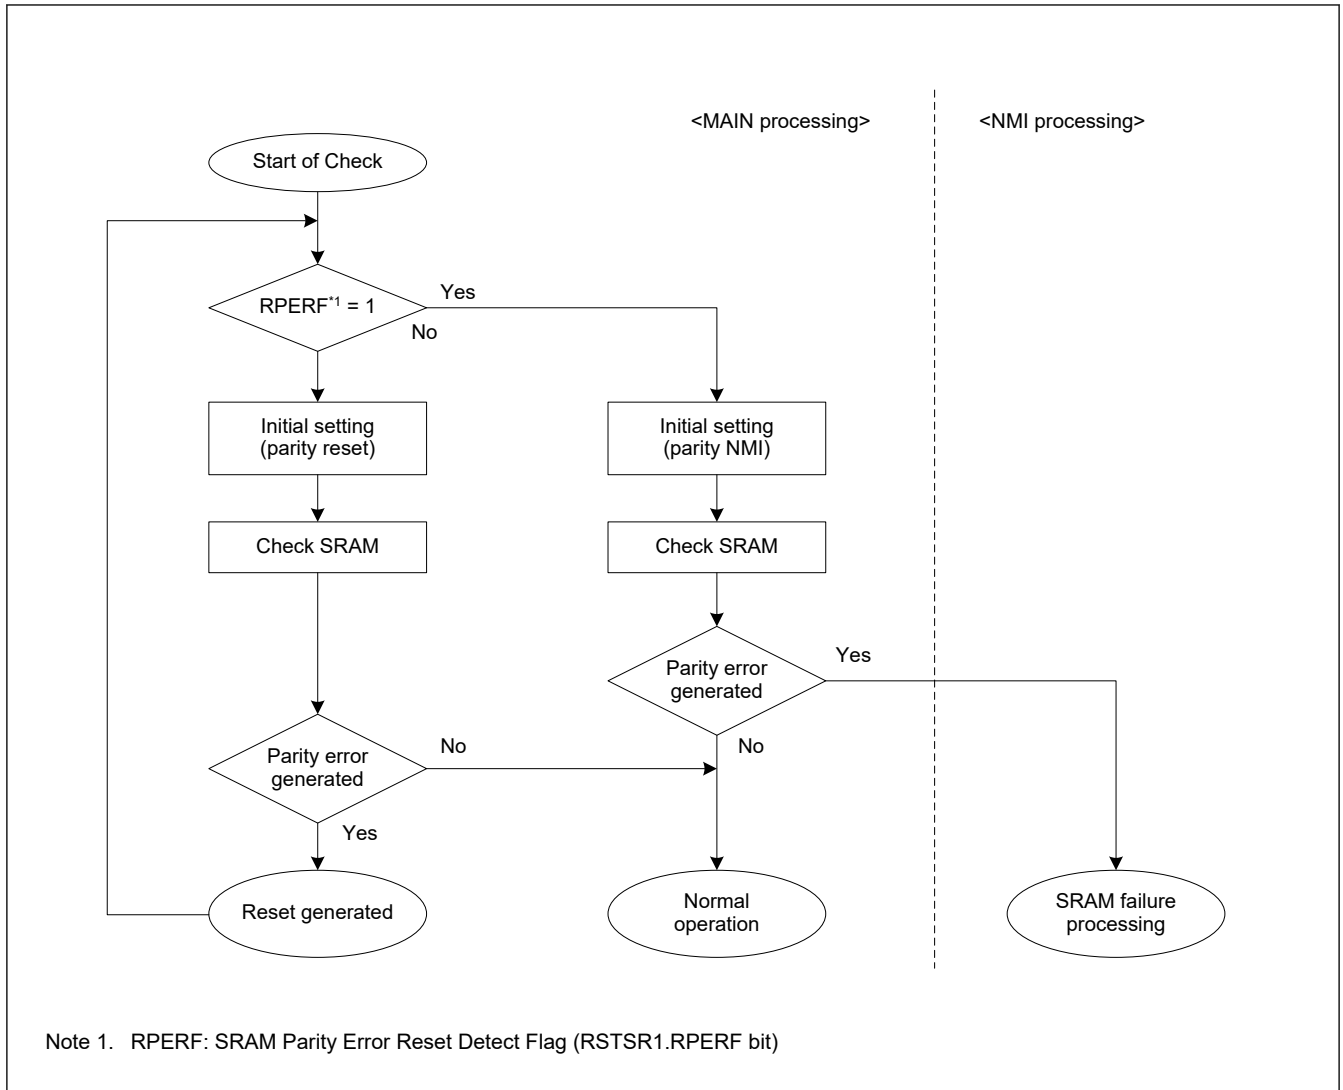 <MAIN processing>
<NMI processing>
Start of Check
RPERF*1 = 1
Yes
No
Initial setting
(parity reset)
Initial setting
(parity NMI)
Check SRAM
Check SRAM
Parity error
generated
Yes
No
Parity error
generated
No
Yes
Reset generated
Normal
operation
SRAM failure
processing
Note 1. RPERF: SRAM Parity Error Reset Detect Flag (RSTSR1.RPERF bit)